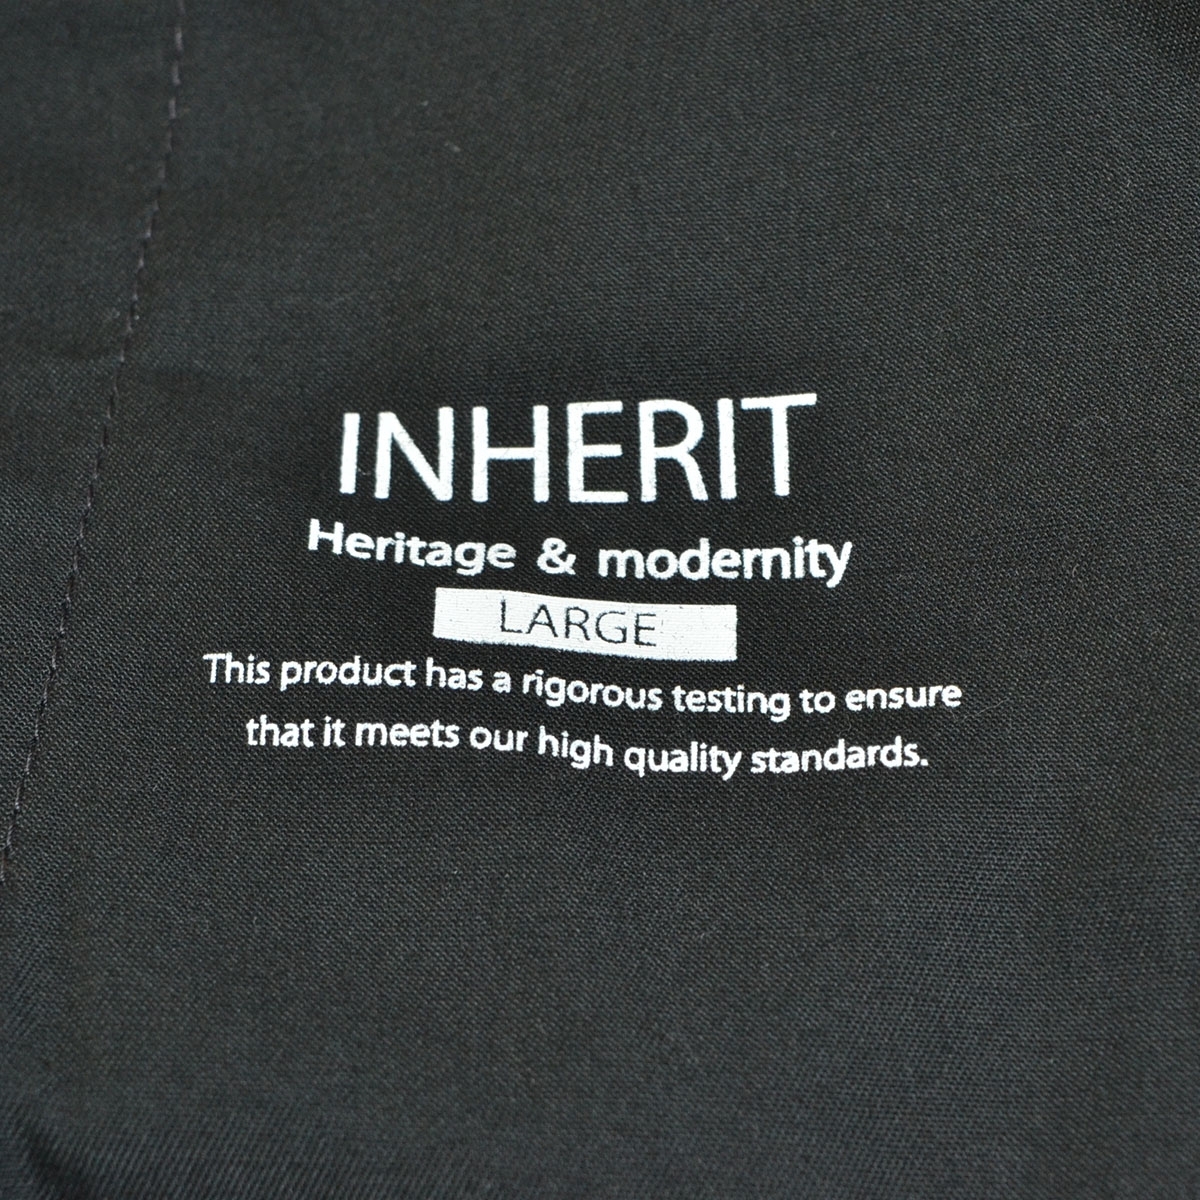 INHERIT
Heritage & modernity
LARGE
This product has a rigorous testing to ensure
that it meets our high quality standards.